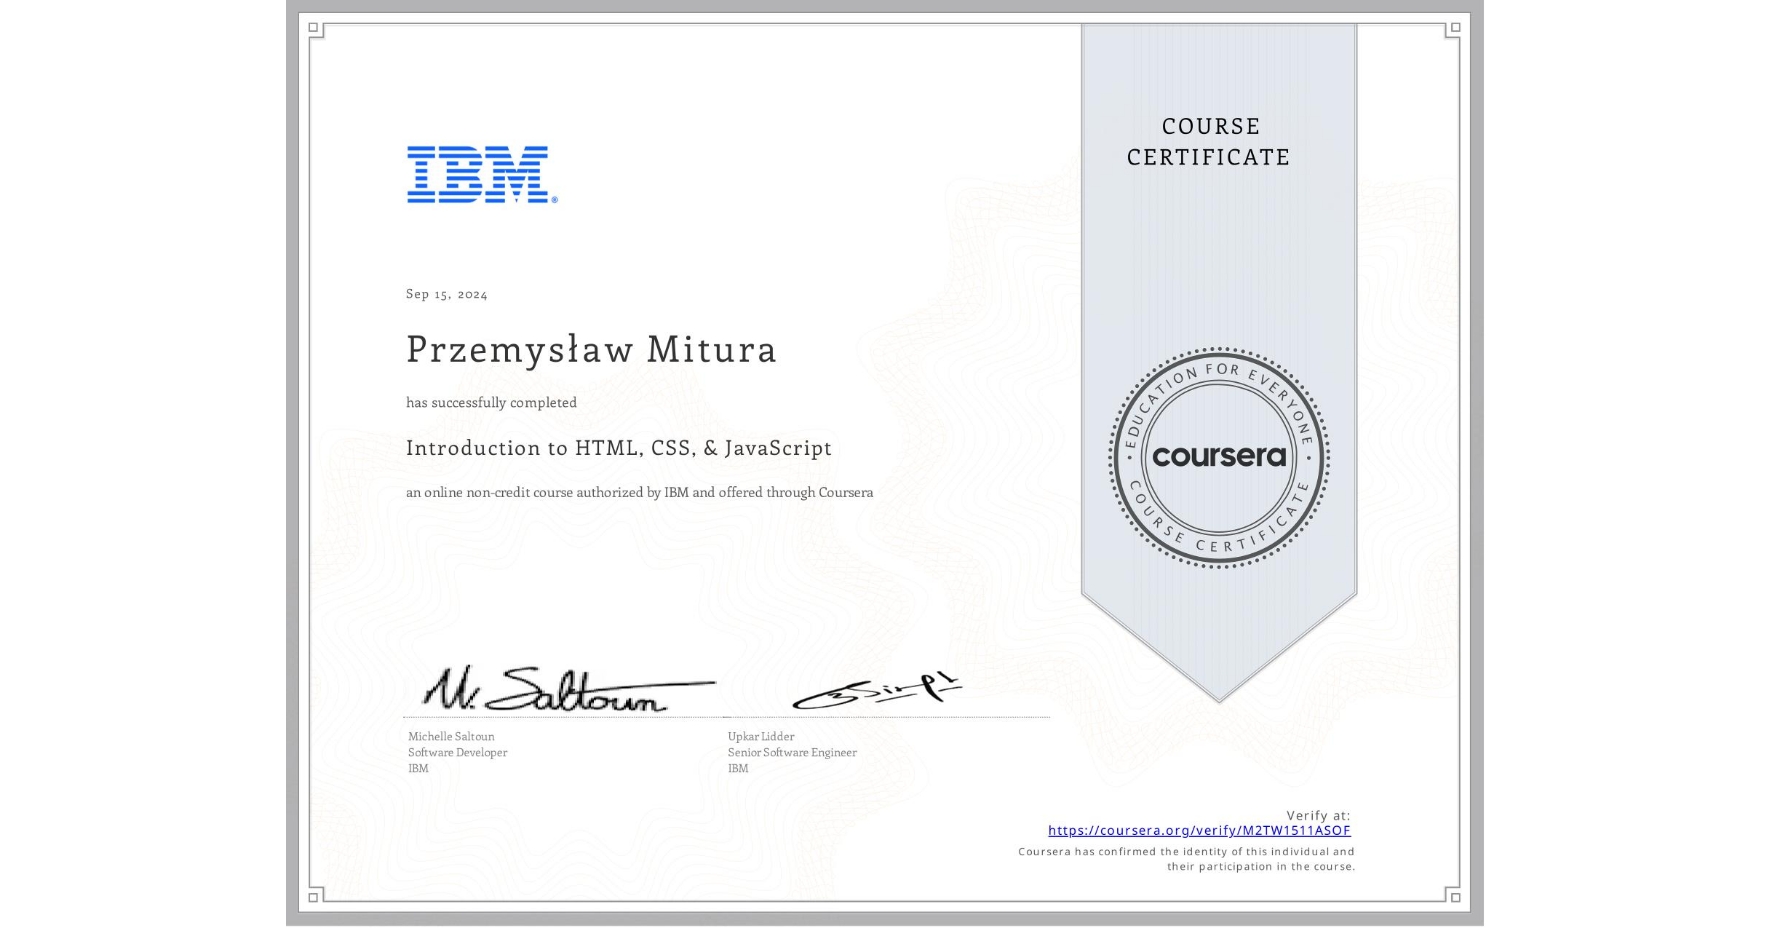 COURSE
CERTIFICATE
IBM®
Sep 15, 2024
Przemysław Mitura
has successfully completed
Introduction to HTML, CSS, & JavaScript
an online non-credit course authorized by IBM and offered through Coursera
EDUCATION FOR EVERYONE
coursera
COURSE CERTIFICATE
M. Saltoun
Michelle Saltoun
Software Developer
IBM
Upkar Lidder
Senior Software Engineer
IBM
Verify at:
https://coursera.org/verify/M2TW1511ASOF
Coursera has confirmed the identity of this individual and
their participation in the course.